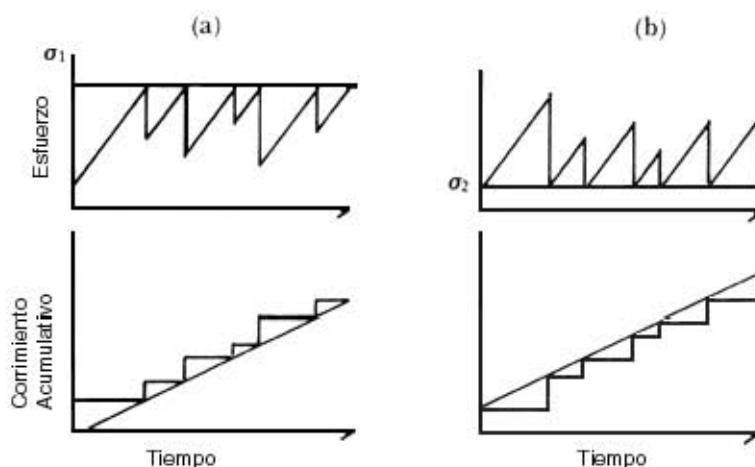 (a)
(b)
σ1
Esfuerzo
σ2
Corrimiento
Acumulativo
Tiempo
Tiempo